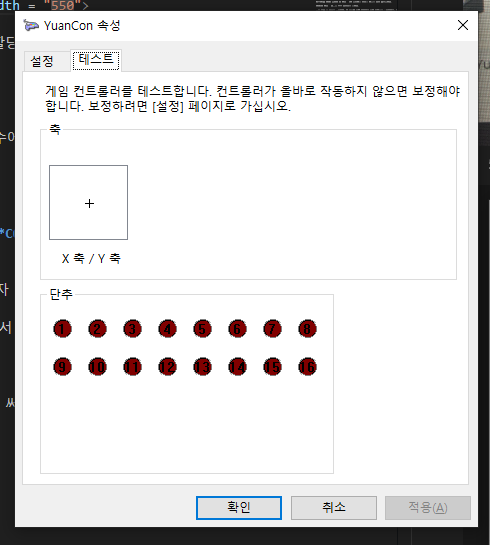 dth = "550">
YuanCon 속성
설정
테스트
게임 컨트롤러를 테스트합니다. 컨트롤러가 올바로 작동하지 않으면 보정해야
합니다. 보정하려면 [설정] 페이지로 가십시오.
축
X 축 / Y 축
단추
1 2 3 4 5 6 7 8
9 10 11 12 13 14 15 16
확인
취소
적용(A)